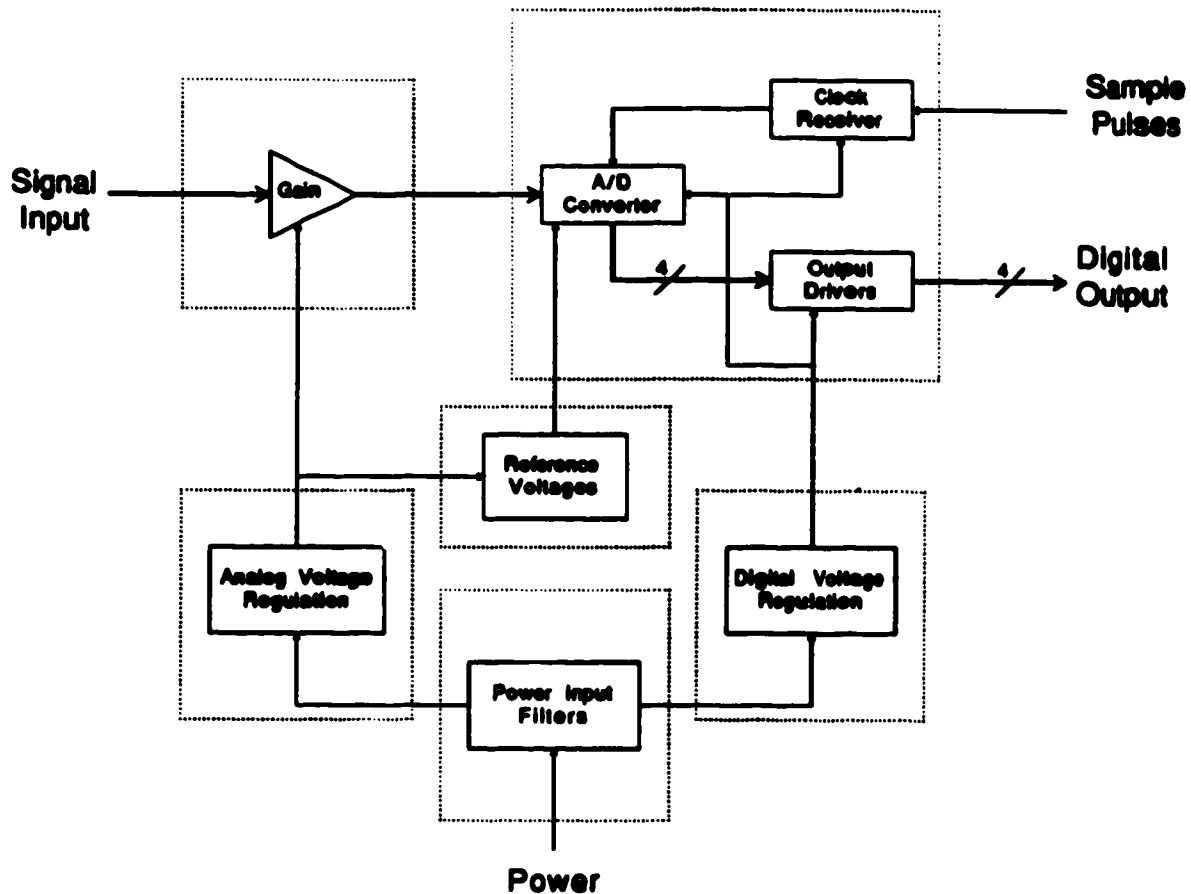 Sample
Pulses
Clock
Receiver
Signal
Input
Gain
A/D
Converter
4
Output
Drivers
4
Digital
Output
Reference
Voltages
Analog Voltage
Regulation
Digital Voltage
Regulation
Power Input
Filters
Power